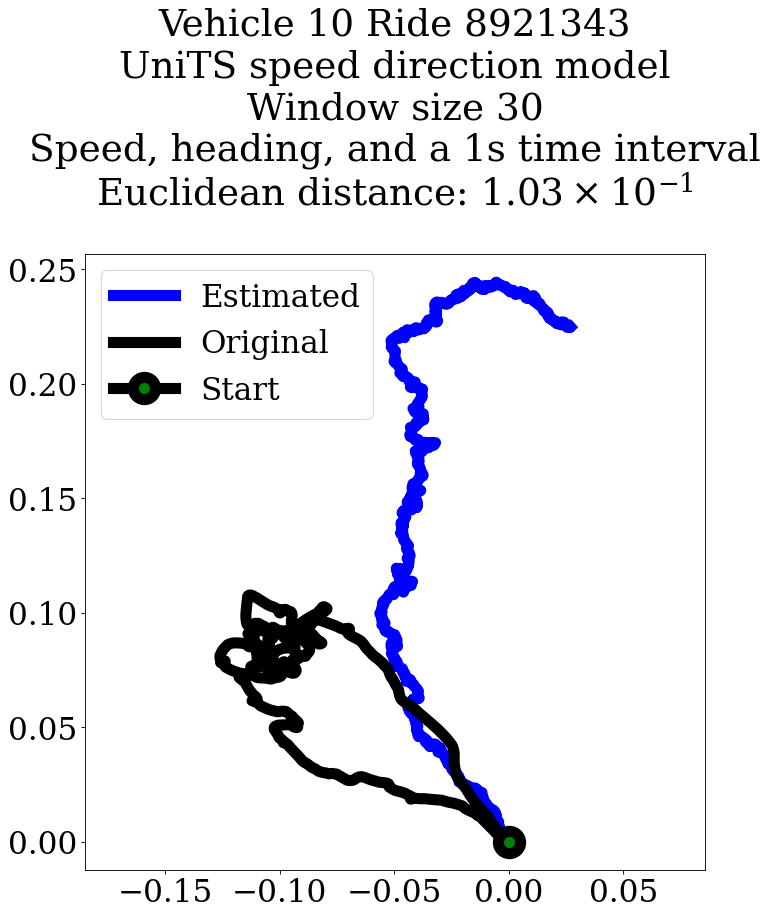 Vehicle 10 Ride 8921343
UniTS speed direction model
Window size 30
Speed, heading, and a 1s time interval
Euclidean distance: 1.03 × 10⁻¹
Estimated
Original
Start
0.25
0.20
0.15
0.10
0.05
0.00
−0.15 −0.10 −0.05 0.00 0.05